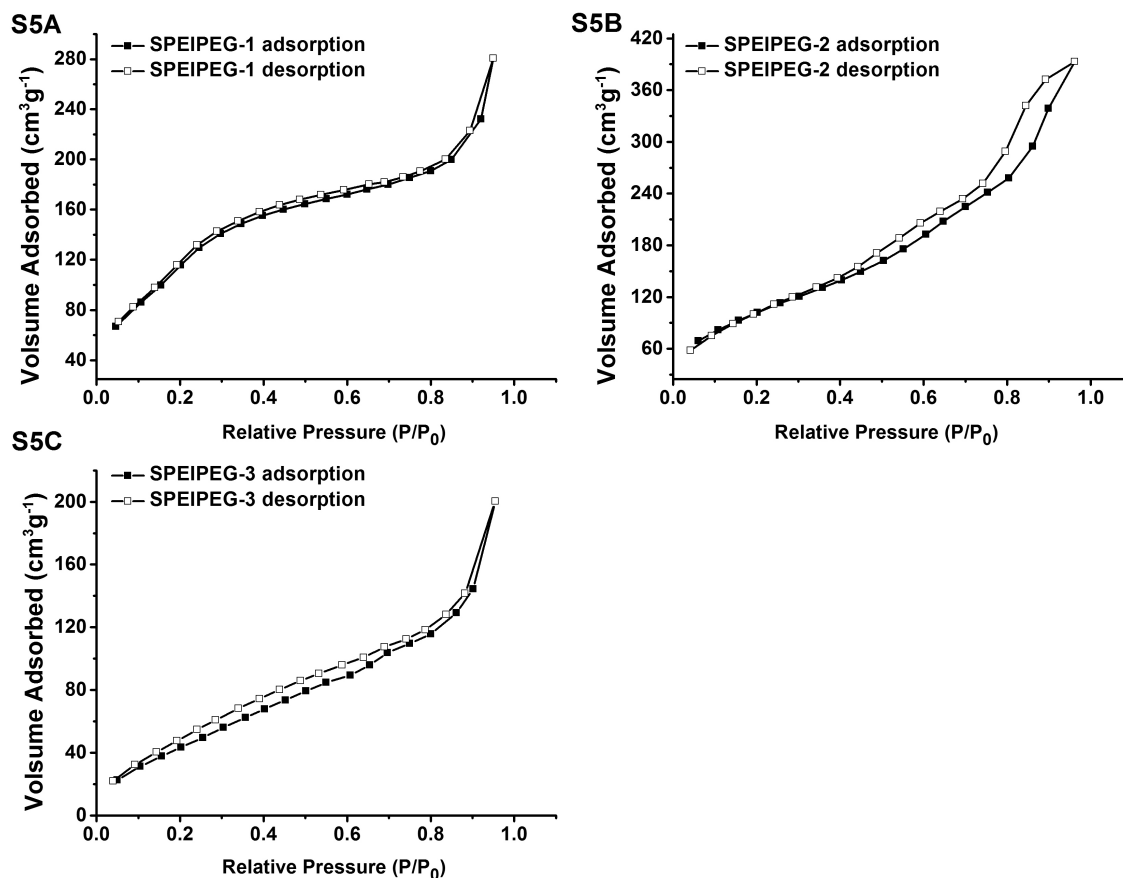 S5A
SPEIPEG-1 adsorption
SPEIPEG-1 desorption
Volsume Adsorbed (cm³g⁻¹)
280
240
200
160
120
80
40
0.0 0.2 0.4 0.6 0.8 1.0
Relative Pressure (P/P₀)
S5B
SPEIPEG-2 adsorption
SPEIPEG-2 desorption
Volsume Adsorbed (cm³g⁻¹)
420
360
300
240
180
120
60
0.0 0.2 0.4 0.6 0.8 1.0
Relative Pressure (P/P₀)
S5C
SPEIPEG-3 adsorption
SPEIPEG-3 desorption
Volsume Adsorbed (cm³g⁻¹)
200
160
120
80
40
0
0.0 0.2 0.4 0.6 0.8 1.0
Relative Pressure (P/P₀)